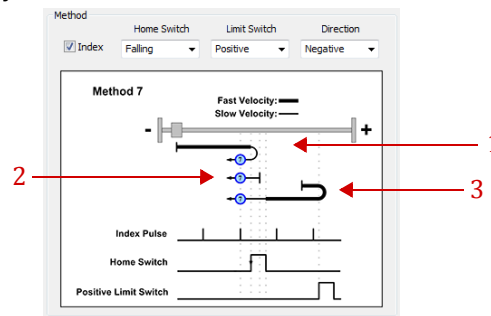 Method
Home Switch Limit Switch Direction
Index Falling Positive Negative
Method 7
Fast Velocity:
Slow Velocity:
- +
1
2
3
?
?
?
Index Pulse
Home Switch
Positive Limit Switch